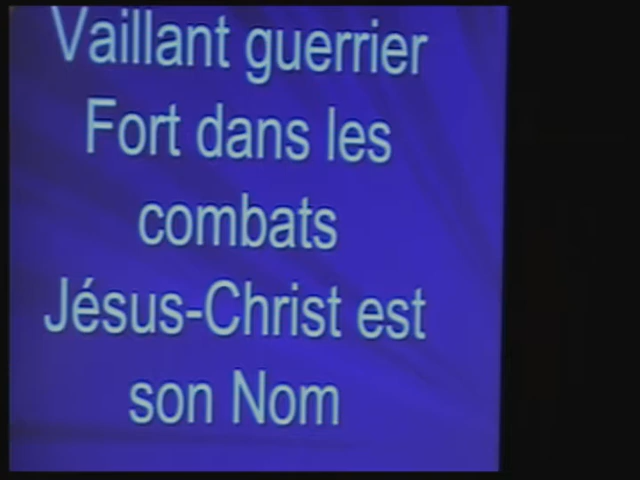 Vaillant guerrier
Fort dans les
combats
Jésus-Christ est
son Nom